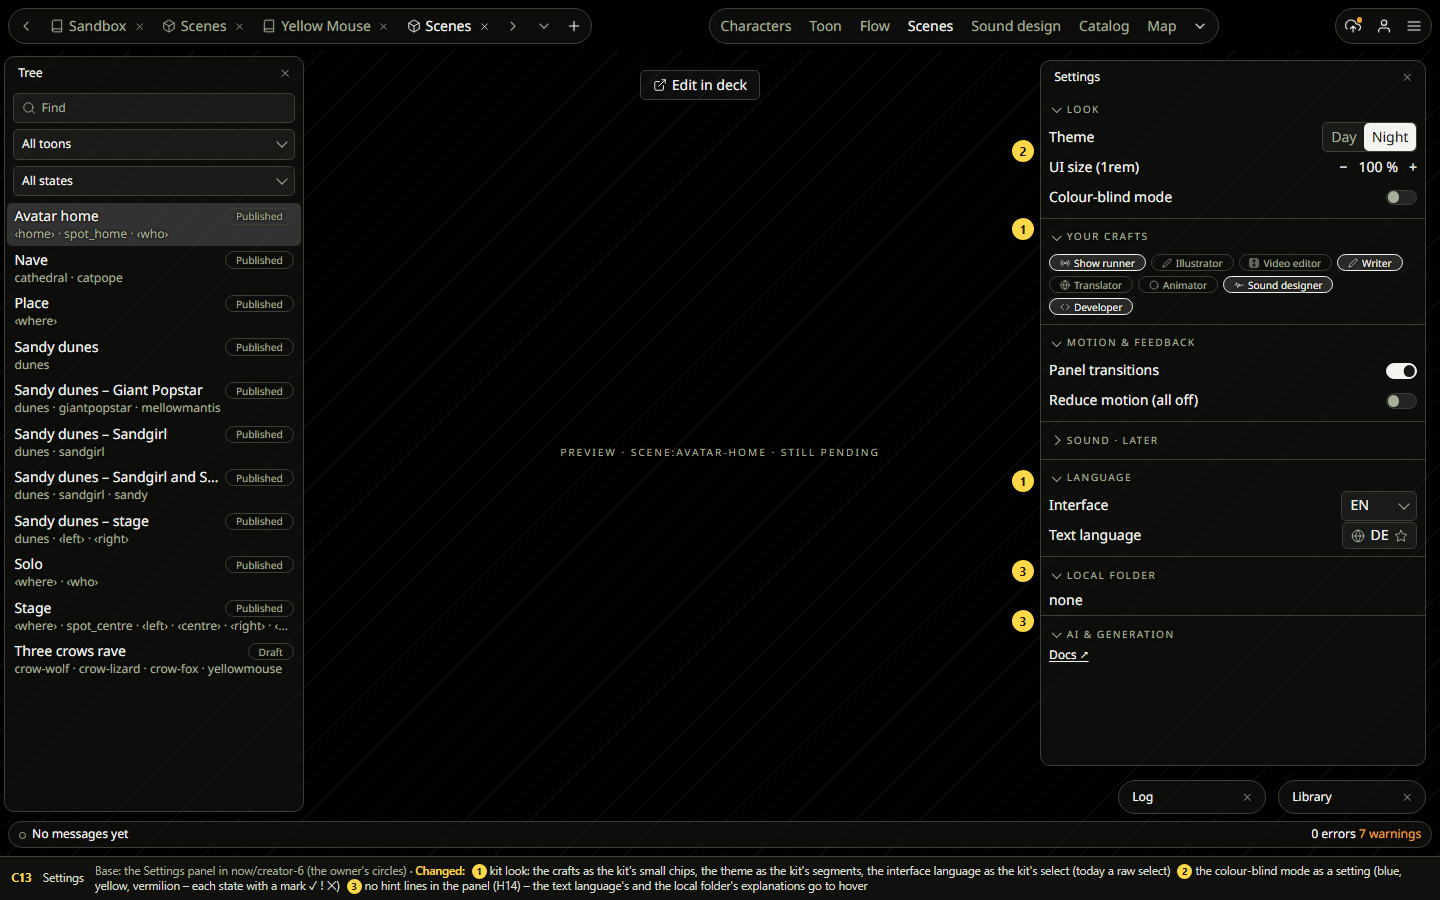 Sandbox Scenes Yellow Mouse Scenes
Characters Toon Flow Scenes Sound design Catalog Map
Tree
Find
All toons
All states
Avatar home Published
‹home› · spot_home · ‹who›
Nave Published
cathedral · catpope
Place Published
‹where›
Sandy dunes Published
dunes
Sandy dunes – Giant Popstar Published
dunes · giantpopstar · mellowmantis
Sandy dunes – Sandgirl Published
dunes · sandgirl
Sandy dunes – Sandgirl and S... Published
dunes · sandgirl · sandy
Sandy dunes – stage Published
dunes · ‹left› · ‹right›
Solo Published
‹where› · ‹who›
Stage Published
‹where› · spot_centre · ‹left› · ‹centre› · ‹right› · ‹...
Three crows rave Draft
crow-wolf · crow-lizard · crow-fox · yellowmouse
Edit in deck
PREVIEW · SCENE:AVATAR-HOME · STILL PENDING
Settings
LOOK
Theme Day Night
2
UI size (1rem) − 100 % +
Colour-blind mode
1
YOUR CRAFTS
Show runner Illustrator Video editor Writer
Translator Animator Sound designer
Developer
MOTION & FEEDBACK
Panel transitions
Reduce motion (all off)
SOUND · LATER
1
LANGUAGE
Interface EN
Text language DE
3
LOCAL FOLDER
none
3
AI & GENERATION
Docs ↗
Log
Library
No messages yet
0 errors 7 warnings
C13 Settings
Base: the Settings panel in now/creator-6 (the owner's circles) · Changed: 1 kit look: the crafts as the kit's small chips, the theme as the kit's segments, the interface language as the kit's select (today a raw select) 2 the colour-blind mode as a setting (blue,
yellow, vermilion – each state with a mark ✓ ! ✕) 3 no hint lines in the panel (H14) – the text language's and the local folder's explanations go to hover